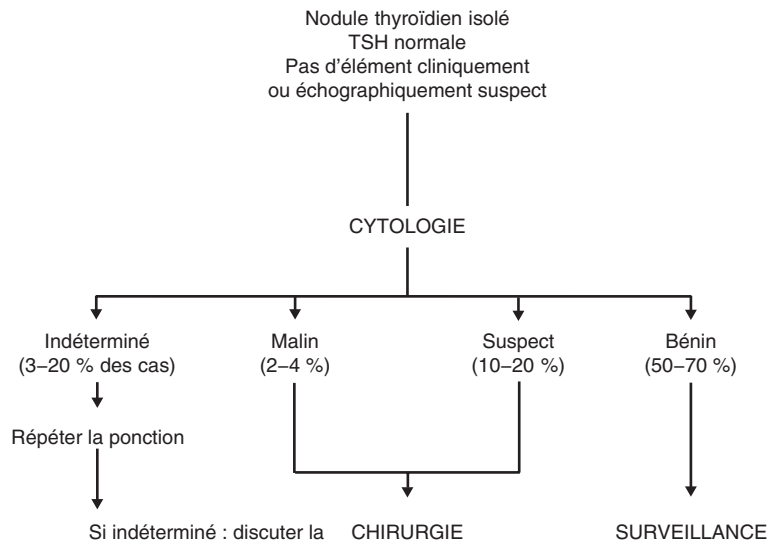 Nodule thyroïdien isolé
TSH normale
Pas d'élément cliniquement
ou échographiquement suspect
CYTOLOGIE
Indéterminé
(3–20 % des cas)
Malin
(2–4 %)
Suspect
(10–20 %)
Bénin
(50–70 %)
Répéter la ponction
Si indéterminé : discuter la
CHIRURGIE
SURVEILLANCE